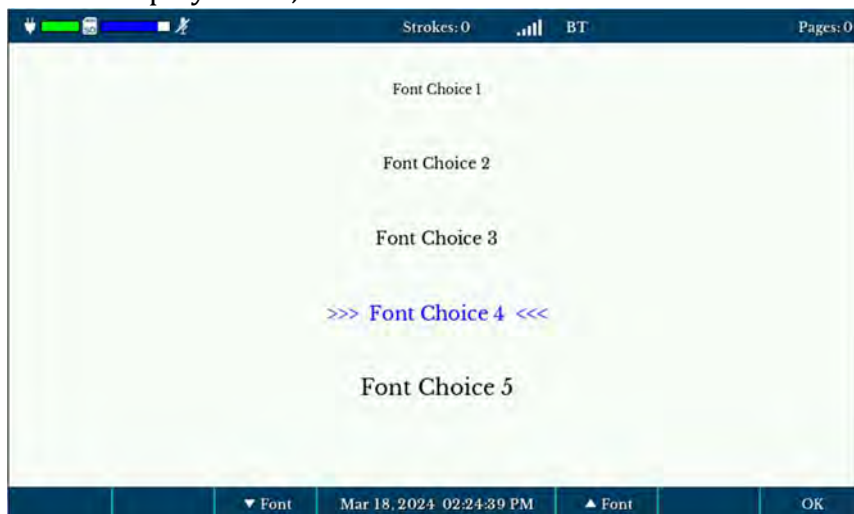 Strokes: 0 BT Pages: 0
Font Choice 1
Font Choice 2
Font Choice 3
>>> Font Choice 4 <<<
Font Choice 5
▼ Font Mar 18, 2024 02:24:39 PM ▲ Font OK